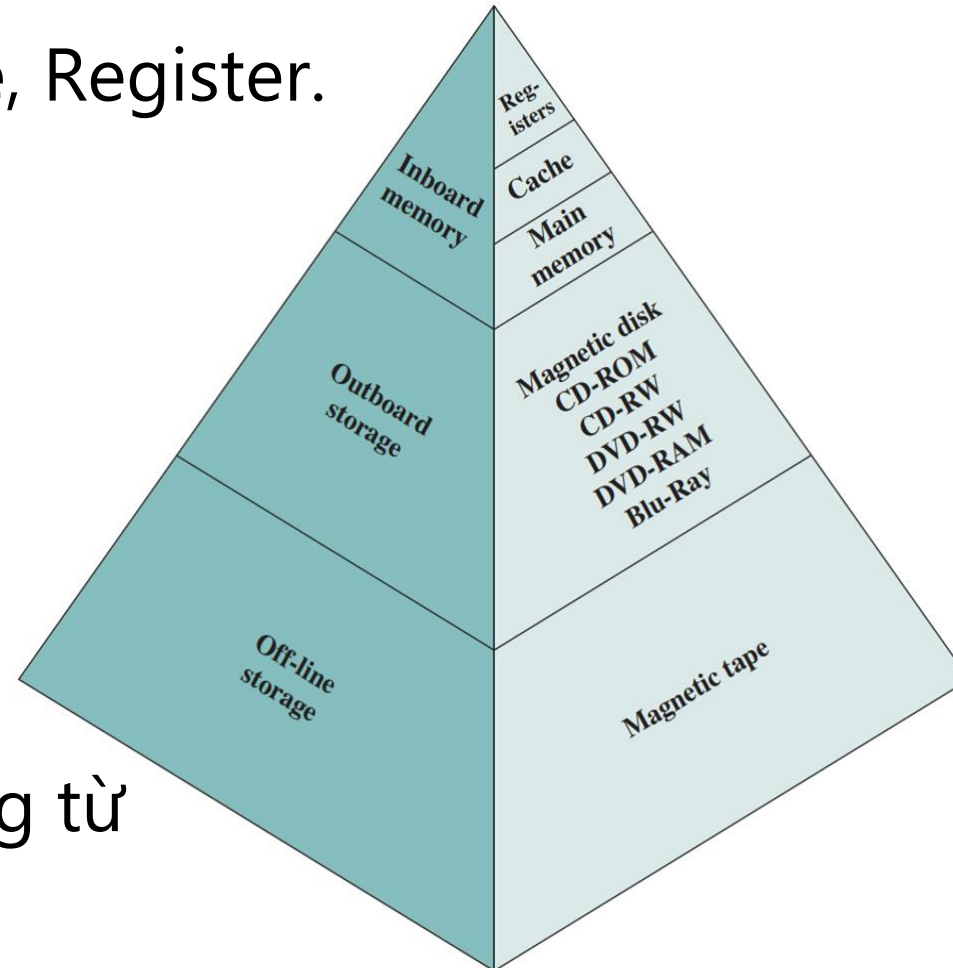 e, Register.
Reg-
isters
Cache
Main
memory
Inboard
memory
Magnetic disk
CD-ROM
CD-RW
DVD-RW
DVD-RAM
Blu-Ray
Outboard
storage
Magnetic tape
Off-line
storage
g từ